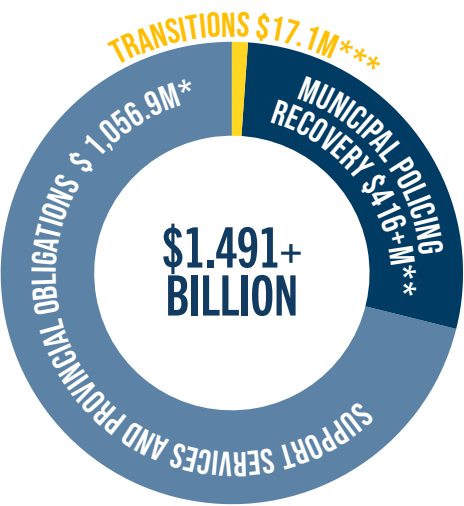 TRANSITIONS $17.1M***
MUNICIPAL POLICING
RECOVERY $416+M**
SUPPORT SERVICES AND PROVINCIAL OBLIGATIONS $ 1,056.9M*
$1.491+
BILLION